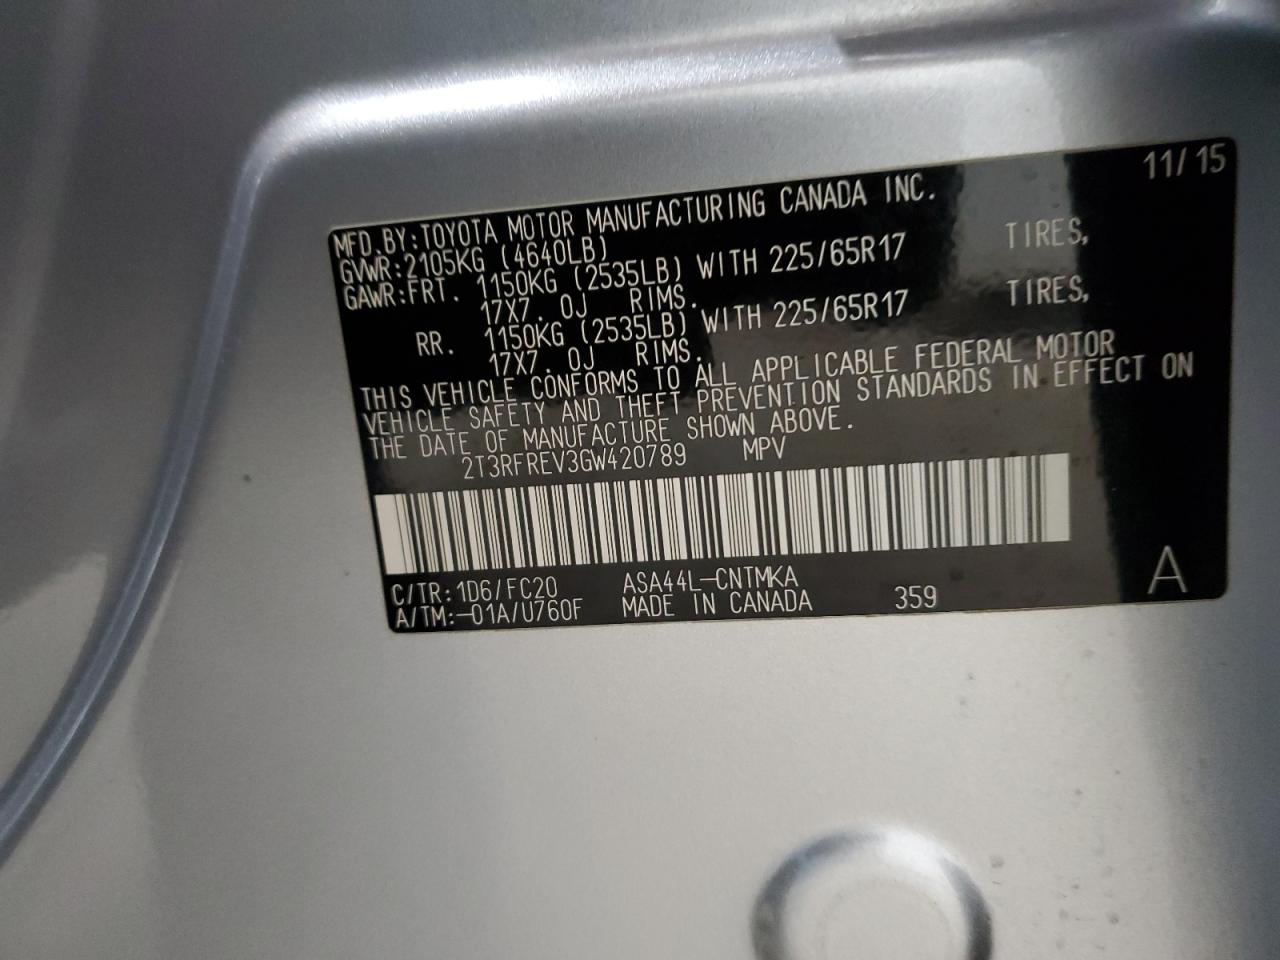 11/15
MFD.BY:TOYOTA MOTOR MANUFACTURING CANADA INC.
GVWR:2105KG (4640LB)
GAWR:FRT. 1150KG (2535LB) WITH 225/65R17 TIRES,
17X7.0J RIMS.
RR. 1150KG (2535LB) WITH 225/65R17 TIRES,
17X7.0J RIMS.
THIS VEHICLE CONFORMS TO ALL APPLICABLE FEDERAL MOTOR
VEHICLE SAFETY AND THEFT PREVENTION STANDARDS IN EFFECT ON
THE DATE OF MANUFACTURE SHOWN ABOVE.
2T3RFREV3GW420789 MPV
C/TR:1D6/FC20 ASA44L-CNTMKA
A/TM:-01A/U760F MADE IN CANADA 359 A